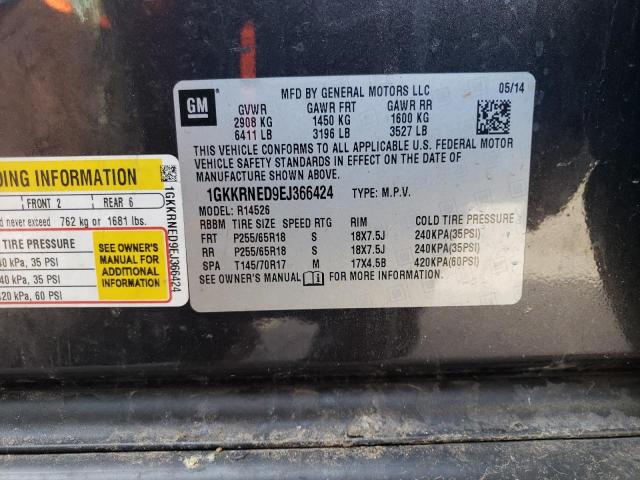 GM
MFD BY GENERAL MOTORS LLC 05/14
GVWR GAWR FRT GAWR RR
2908 KG 1450 KG 1600 KG
6411 LB 3196 LB 3527 LB
THIS VEHICLE CONFORMS TO ALL APPLICABLE U.S. FEDERAL MOTOR
VEHICLE SAFETY STANDARDS IN EFFECT ON THE DATE OF
MANUFACTURE SHOWN ABOVE.
1GKKRNED9EJ366424 TYPE: M.P.V.
MODEL: R14526
RBBM TIRE SIZE SPEED RTG RIM COLD TIRE PRESSURE
FRT P255/65R18 S 18X7.5J 240KPA(35PSI)
RR P255/65R18 S 18X7.5J 240KPA(35PSI)
SPA T145/70R17 M 17X4.5B 420KPA(60PSI)
SEE OWNER'S MANUAL FOR MORE INFORMATION.
DING INFORMATION
FRONT 2 REAR 6
never exceed 762 kg or 1681 lbs.
TIRE PRESSURE
40 kPa, 35 PSI
40 kPa, 35 PSI
420 kPa, 60 PSI
SEE OWNER'S
MANUAL FOR
ADDITIONAL
INFORMATION
1GKKRNED9EJ366424